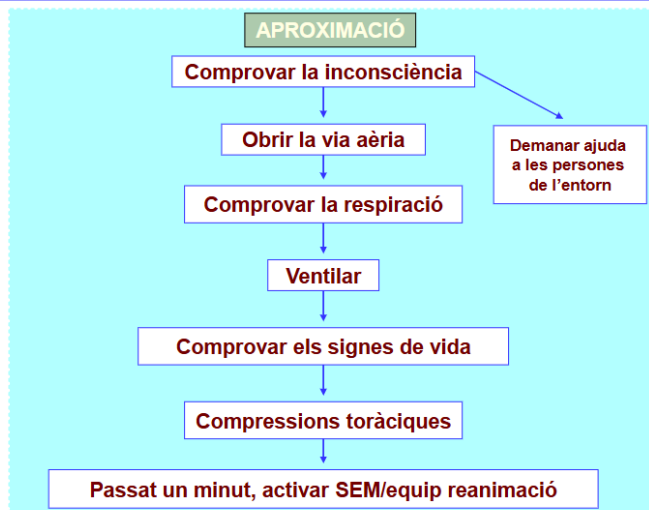 APROXIMACIÓ
Comprovar la inconsciència
Obrir la via aèria
Demanar ajuda
a les persones
de l'entorn
Comprovar la respiració
Ventilar
Comprovar els signes de vida
Compressions toràciques
Passat un minut, activar SEM/equip reanimació